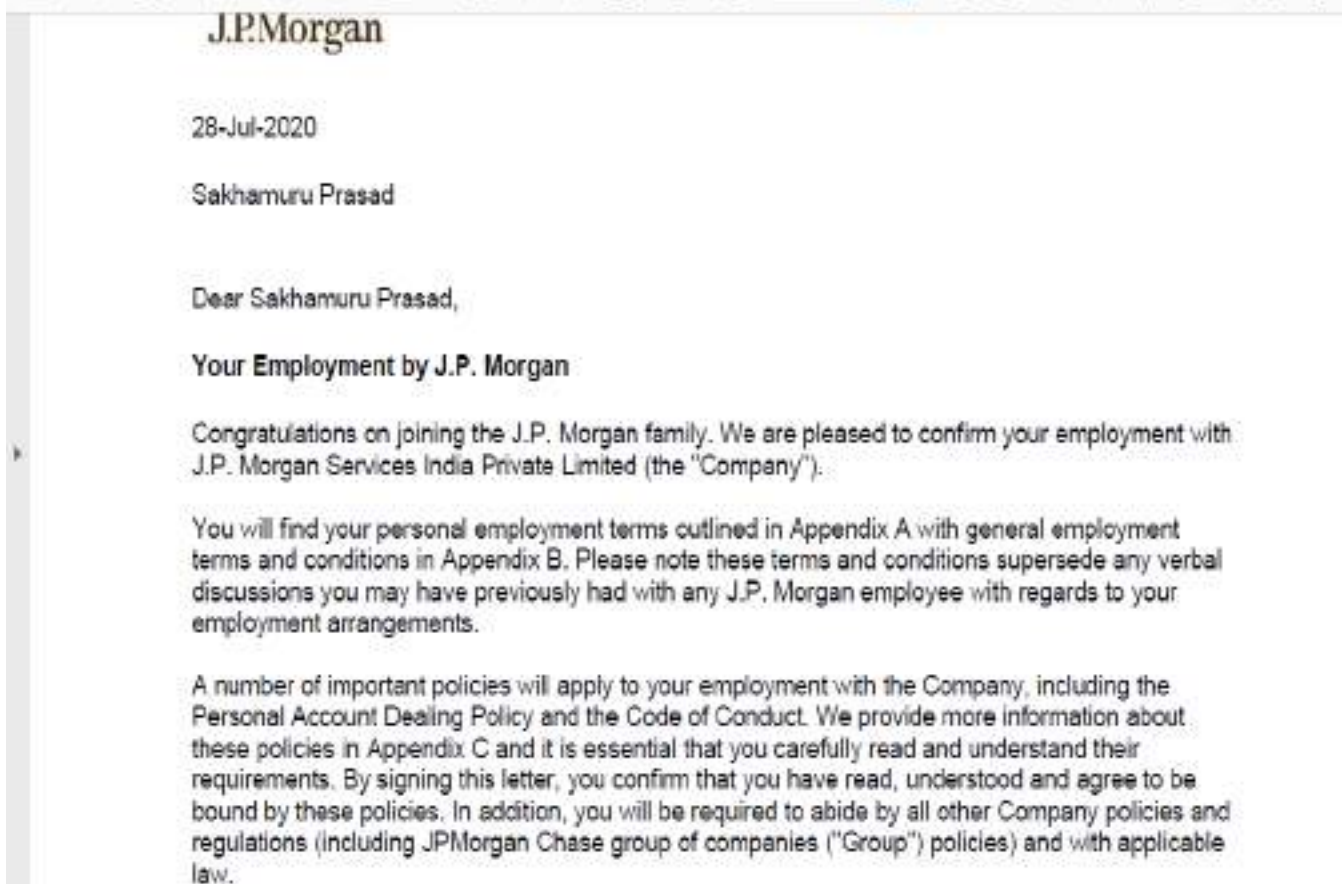 J.P.Morgan
28-Jul-2020
Sakhamuru Prasad
Dear Sakhamuru Prasad,
Your Employment by J.P. Morgan
Congratulations on joining the J.P. Morgan family. We are pleased to confirm your employment with
J.P. Morgan Services India Private Limited (the "Company").
You will find your personal employment terms outlined in Appendix A with general employment
terms and conditions in Appendix B. Please note these terms and conditions supersede any verbal
discussions you may have previously had with any J.P. Morgan employee with regards to your
employment arrangements.
A number of important policies will apply to your employment with the Company, including the
Personal Account Dealing Policy and the Code of Conduct. We provide more information about
these policies in Appendix C and it is essential that you carefully read and understand their
requirements. By signing this letter, you confirm that you have read, understood and agree to be
bound by these policies. In addition, you will be required to abide by all other Company policies and
regulations (including JPMorgan Chase group of companies ("Group") policies) and with applicable
law.